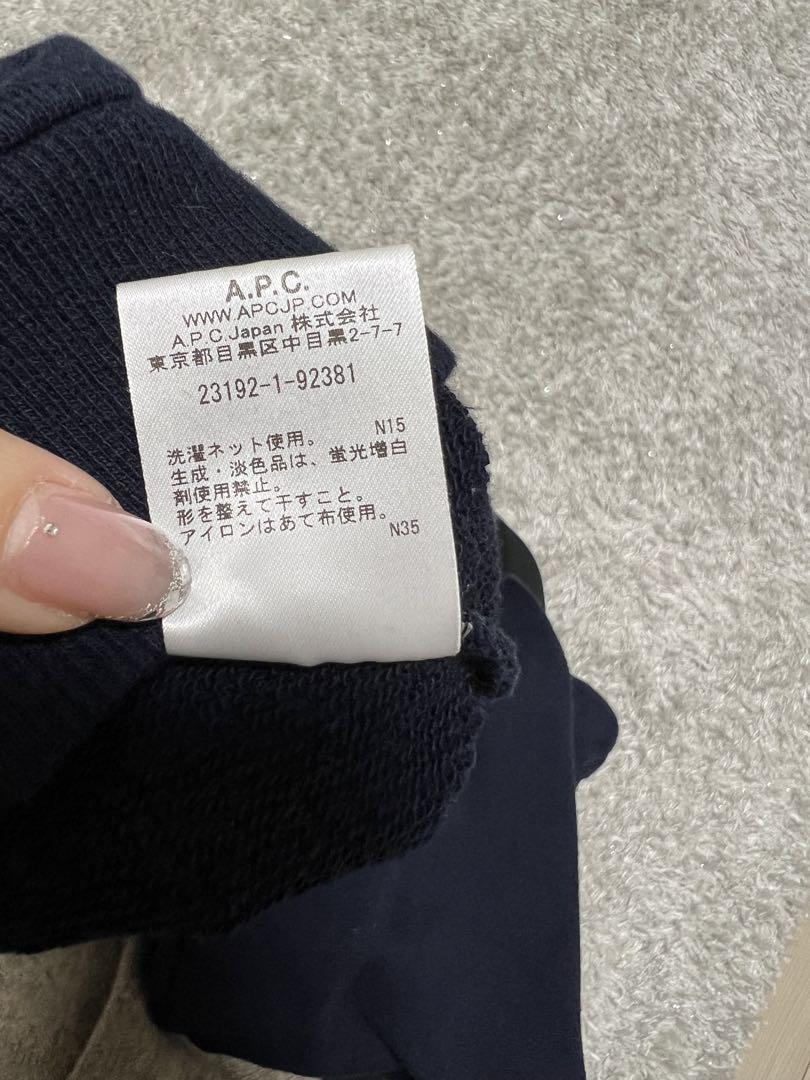 A.P.C.
WWW.APCJP.COM
A.P.C.Japan 株式会社
東京都目黒区中目黒2-7-7
23192-1-92381
N15
洗濯ネット使用。
生成・淡色品は、蛍光増白
剤使用禁止。
形を整えて干すこと。
アイロンはあて布使用。
N35